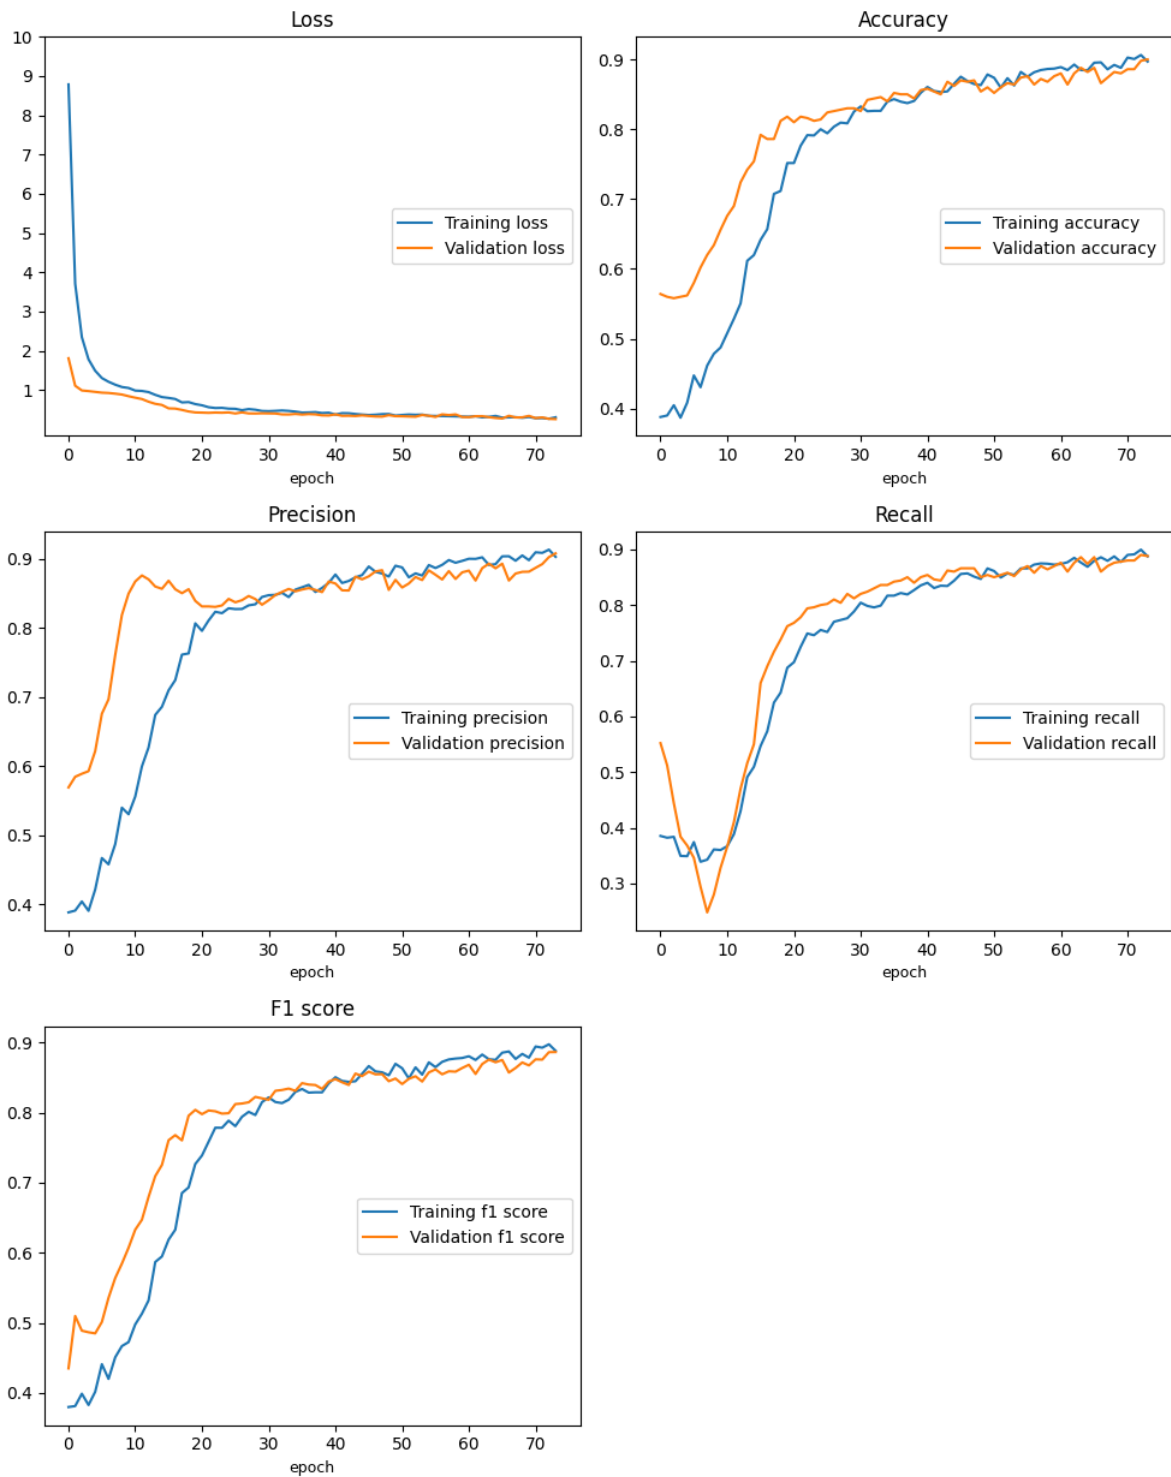 Loss
10
9
8
7
6
5
4
3
2
1
Training loss
Validation loss
0 10 20 30 40 50 60 70
epoch
Accuracy
0.9
0.8
0.7
0.6
0.5
0.4
Training accuracy
Validation accuracy
0 10 20 30 40 50 60 70
epoch
Precision
0.9
0.8
0.7
0.6
0.5
0.4
Training precision
Validation precision
0 10 20 30 40 50 60 70
epoch
Recall
0.9
0.8
0.7
0.6
0.5
0.4
0.3
Training recall
Validation recall
0 10 20 30 40 50 60 70
epoch
F1 score
0.9
0.8
0.7
0.6
0.5
0.4
Training f1 score
Validation f1 score
0 10 20 30 40 50 60 70
epoch